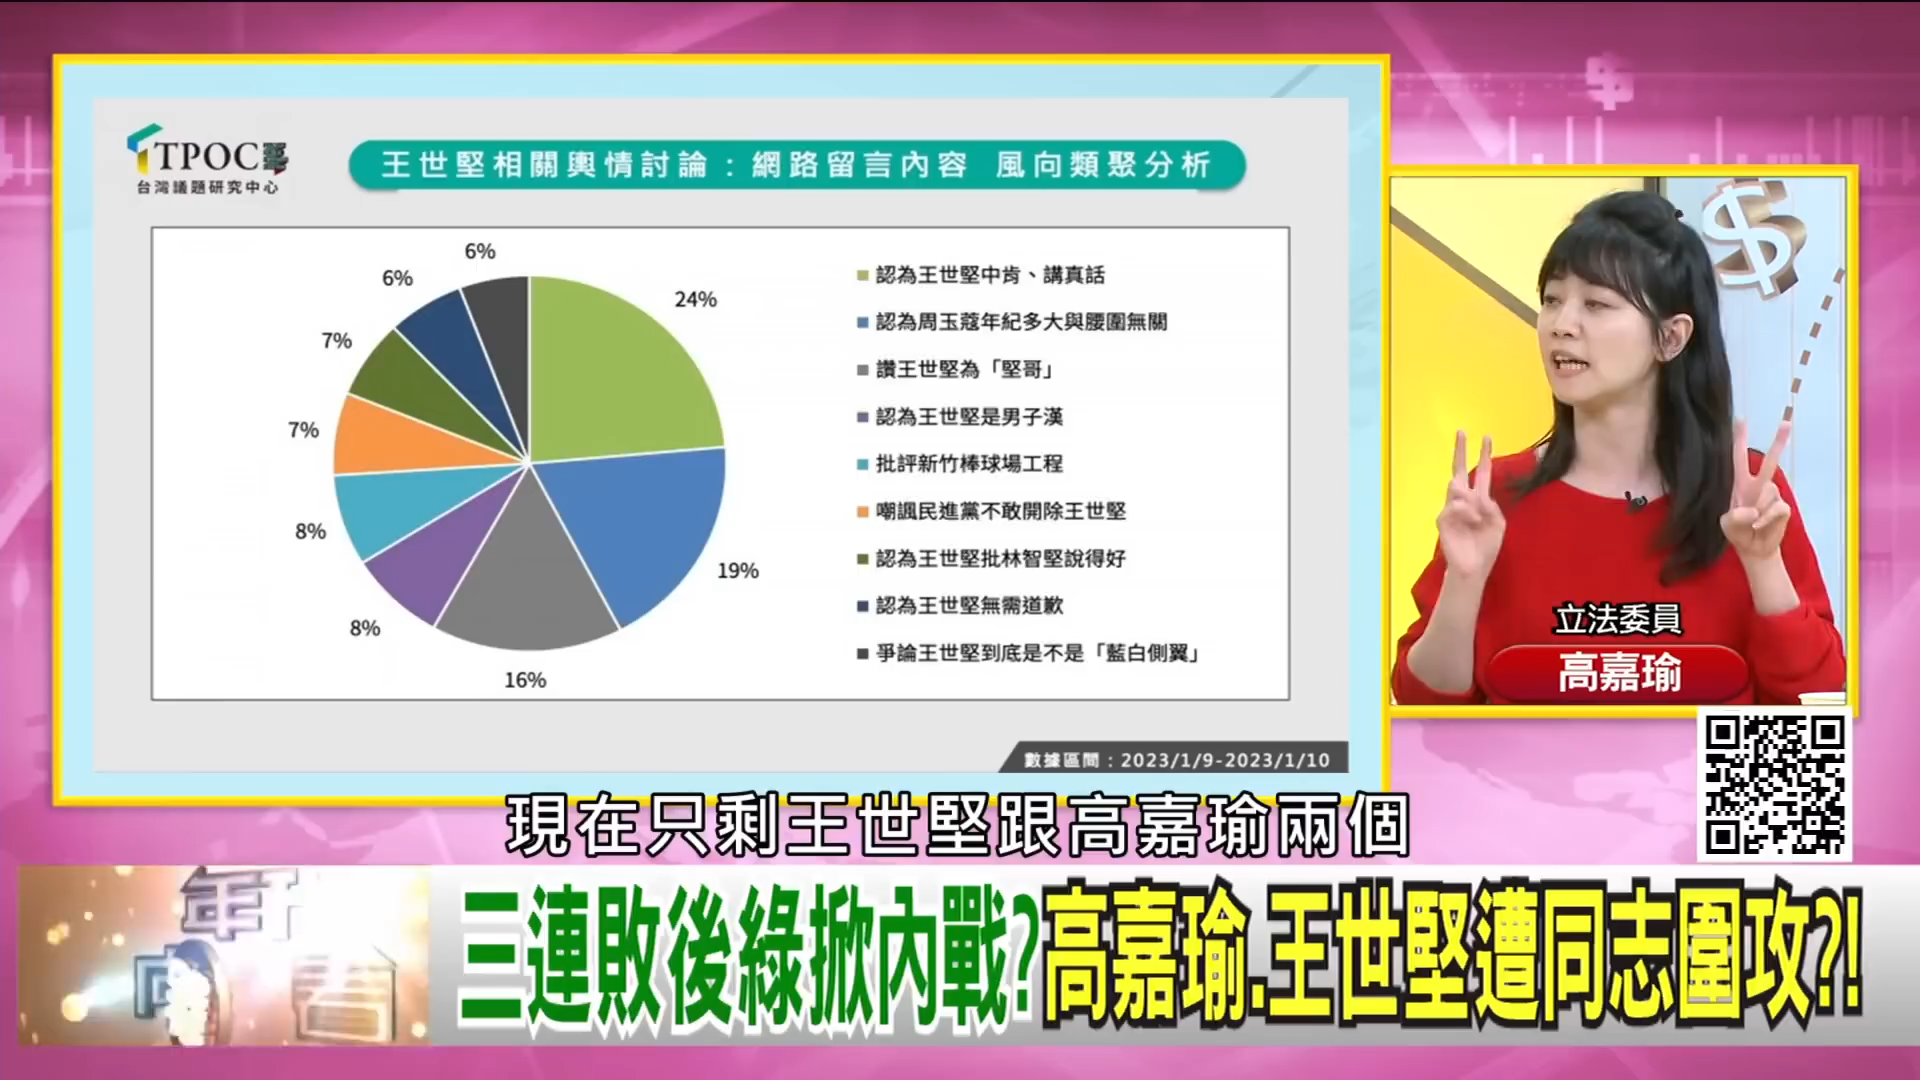 TPOC
台灣議題研究中心
王世堅相關輿情討論：網路留言內容 風向類聚分析
6%
6%
24%
7%
7%
19%
8%
8%
16%
認為王世堅中肯、講真話
認為周玉蔻年紀多大與腰圍無關
讚王世堅為「堅哥」
認為王世堅是男子漢
批評新竹棒球場工程
嘲諷民進黨不敢開除王世堅
認為王世堅批林智堅說得好
認為王世堅無需道歉
爭論王世堅到底是不是「藍白側翼」
數據區間：2023/1/9-2023/1/10
立法委員
高嘉瑜
現在只剩王世堅跟高嘉瑜兩個
三連敗後綠掀內戰?高嘉瑜.王世堅遭同志圍攻?!